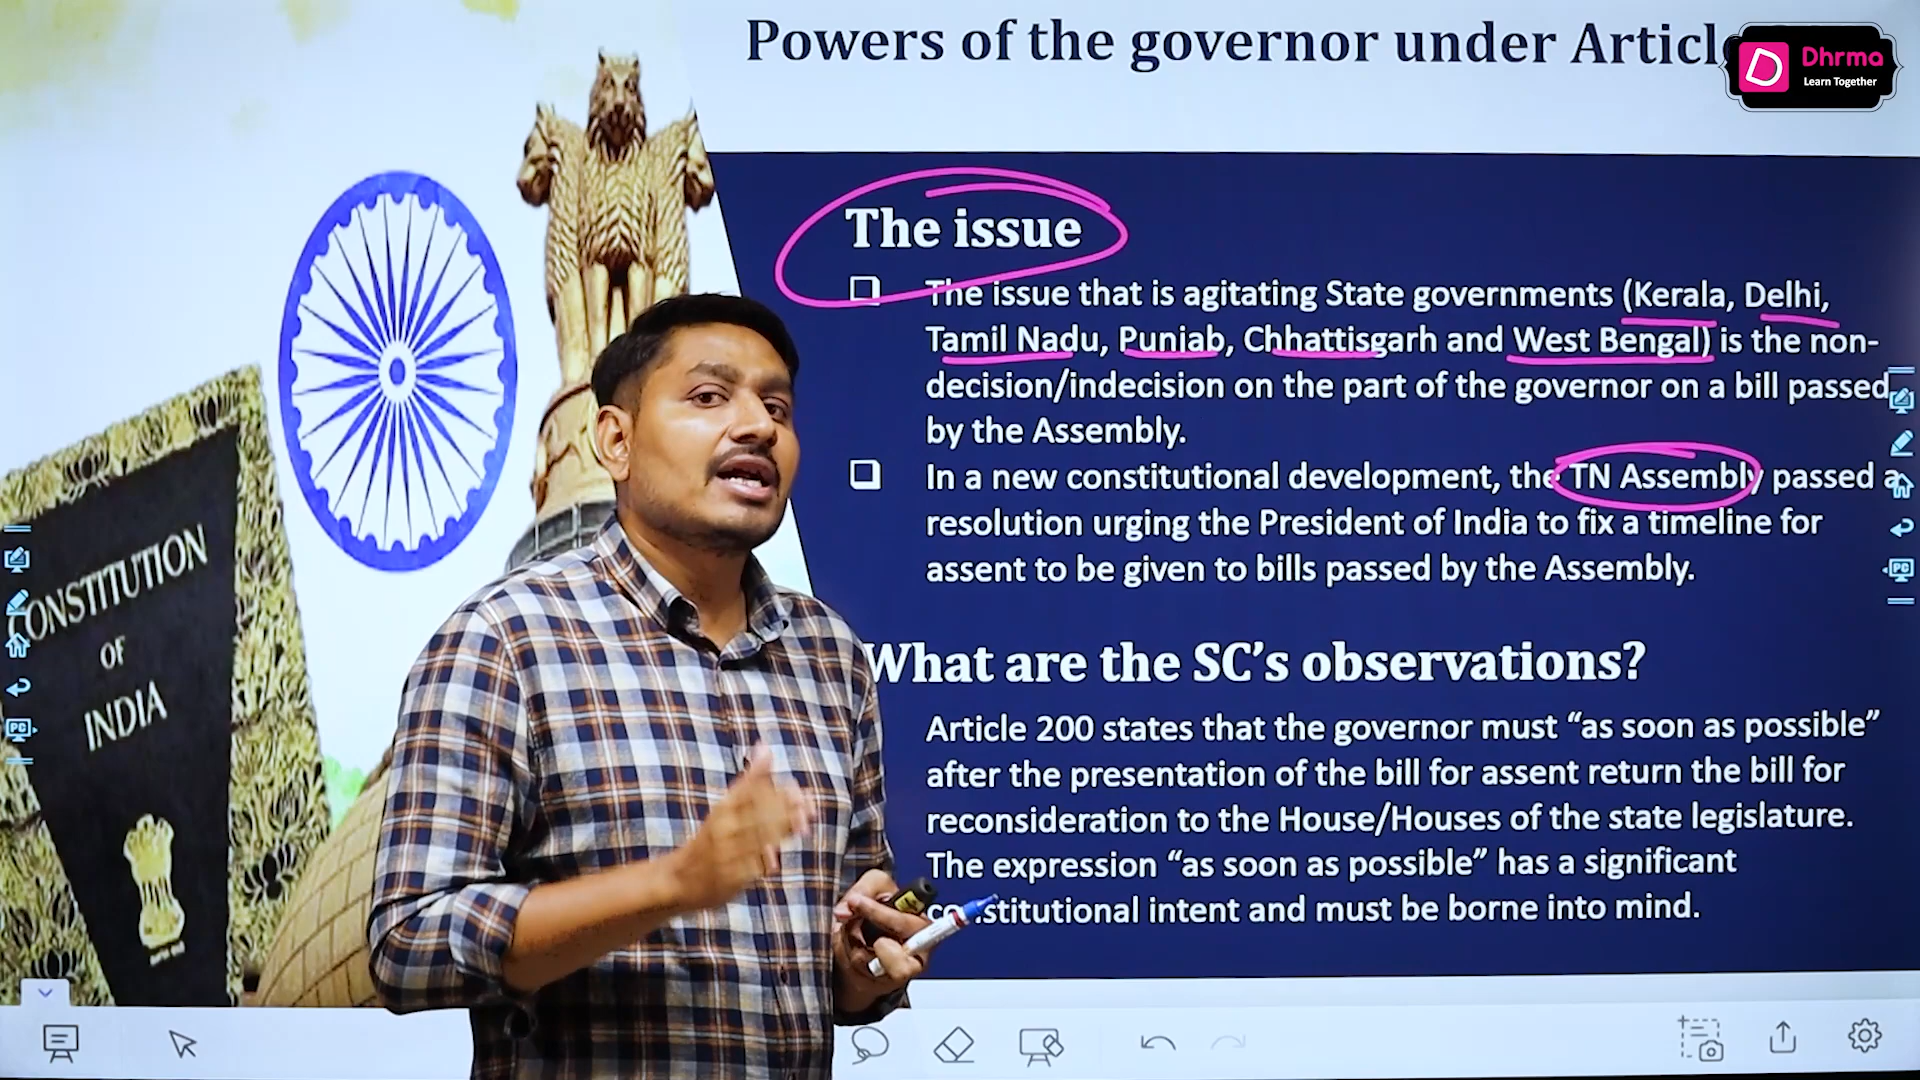 Powers of the governor under Article
Dhrma
Learn Together
The issue
The issue that is agitating State governments (Kerala, Delhi,
Tamil Nadu, Punjab, Chhattisgarh and West Bengal) is the non-
decision/indecision on the part of the governor on a bill passed
by the Assembly.
In a new constitutional development, the TN Assembly passed a
resolution urging the President of India to fix a timeline for
assent to be given to bills passed by the Assembly.
What are the SC's observations?
Article 200 states that the governor must “as soon as possible”
after the presentation of the bill for assent return the bill for
reconsideration to the House/Houses of the state legislature.
The expression “as soon as possible” has a significant
constitutional intent and must be borne into mind.
CONSTITUTION
OF
INDIA
PC
PC